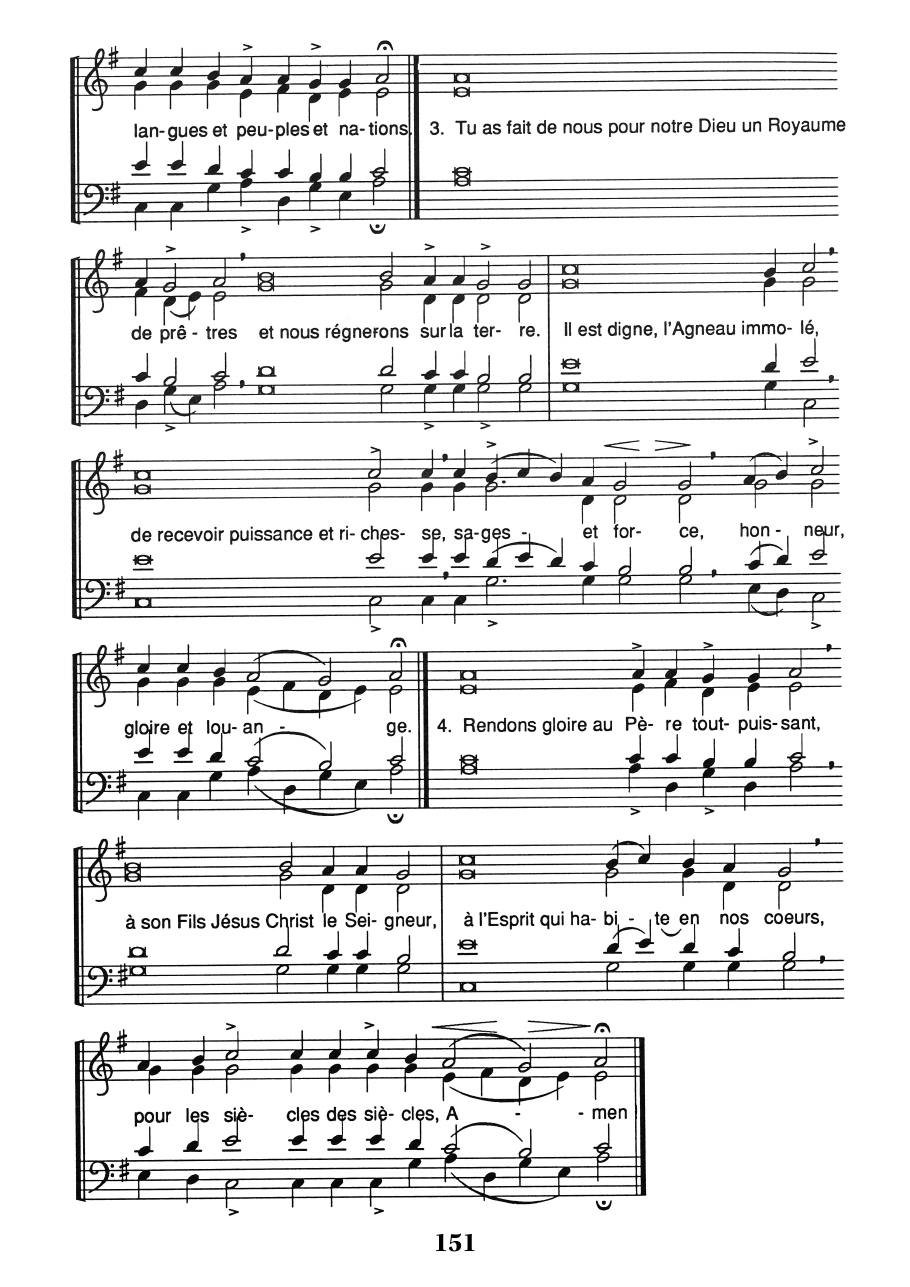 lan-gues et peu-ples et na-tions. 3. Tu as fait de nous pour notre Dieu un Royaume
de prê-tres et nous régnerons sur la ter-re. Il est digne, l'Agneau immo-lé,
de recevoir puissance et ri-ches-se, sa-ges- et for-ce, hon-neur,
gloire et lou-an-ge. 4. Rendons gloire au Pè-re tout-puis-sant,
à son Fils Jésus Christ le Sei-gneur, à l'Esprit qui ha-bi-te en nos coeurs,
pour les siè-cles des siè-cles, A--men
151